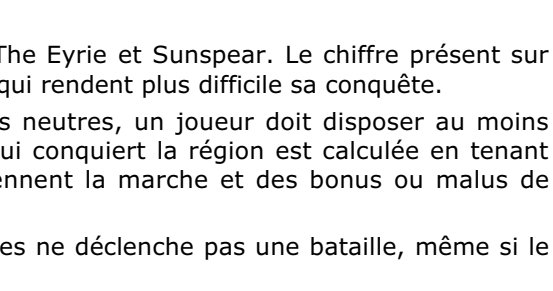 The Eyrie et Sunspear. Le chiffre présent sur
qui rendent plus difficile sa conquête.
s neutres, un joueur doit disposer au moins
ui conquiert la région est calculée en tenant
ennent la marche et des bonus ou malus de
es ne déclenche pas une bataille, même si le